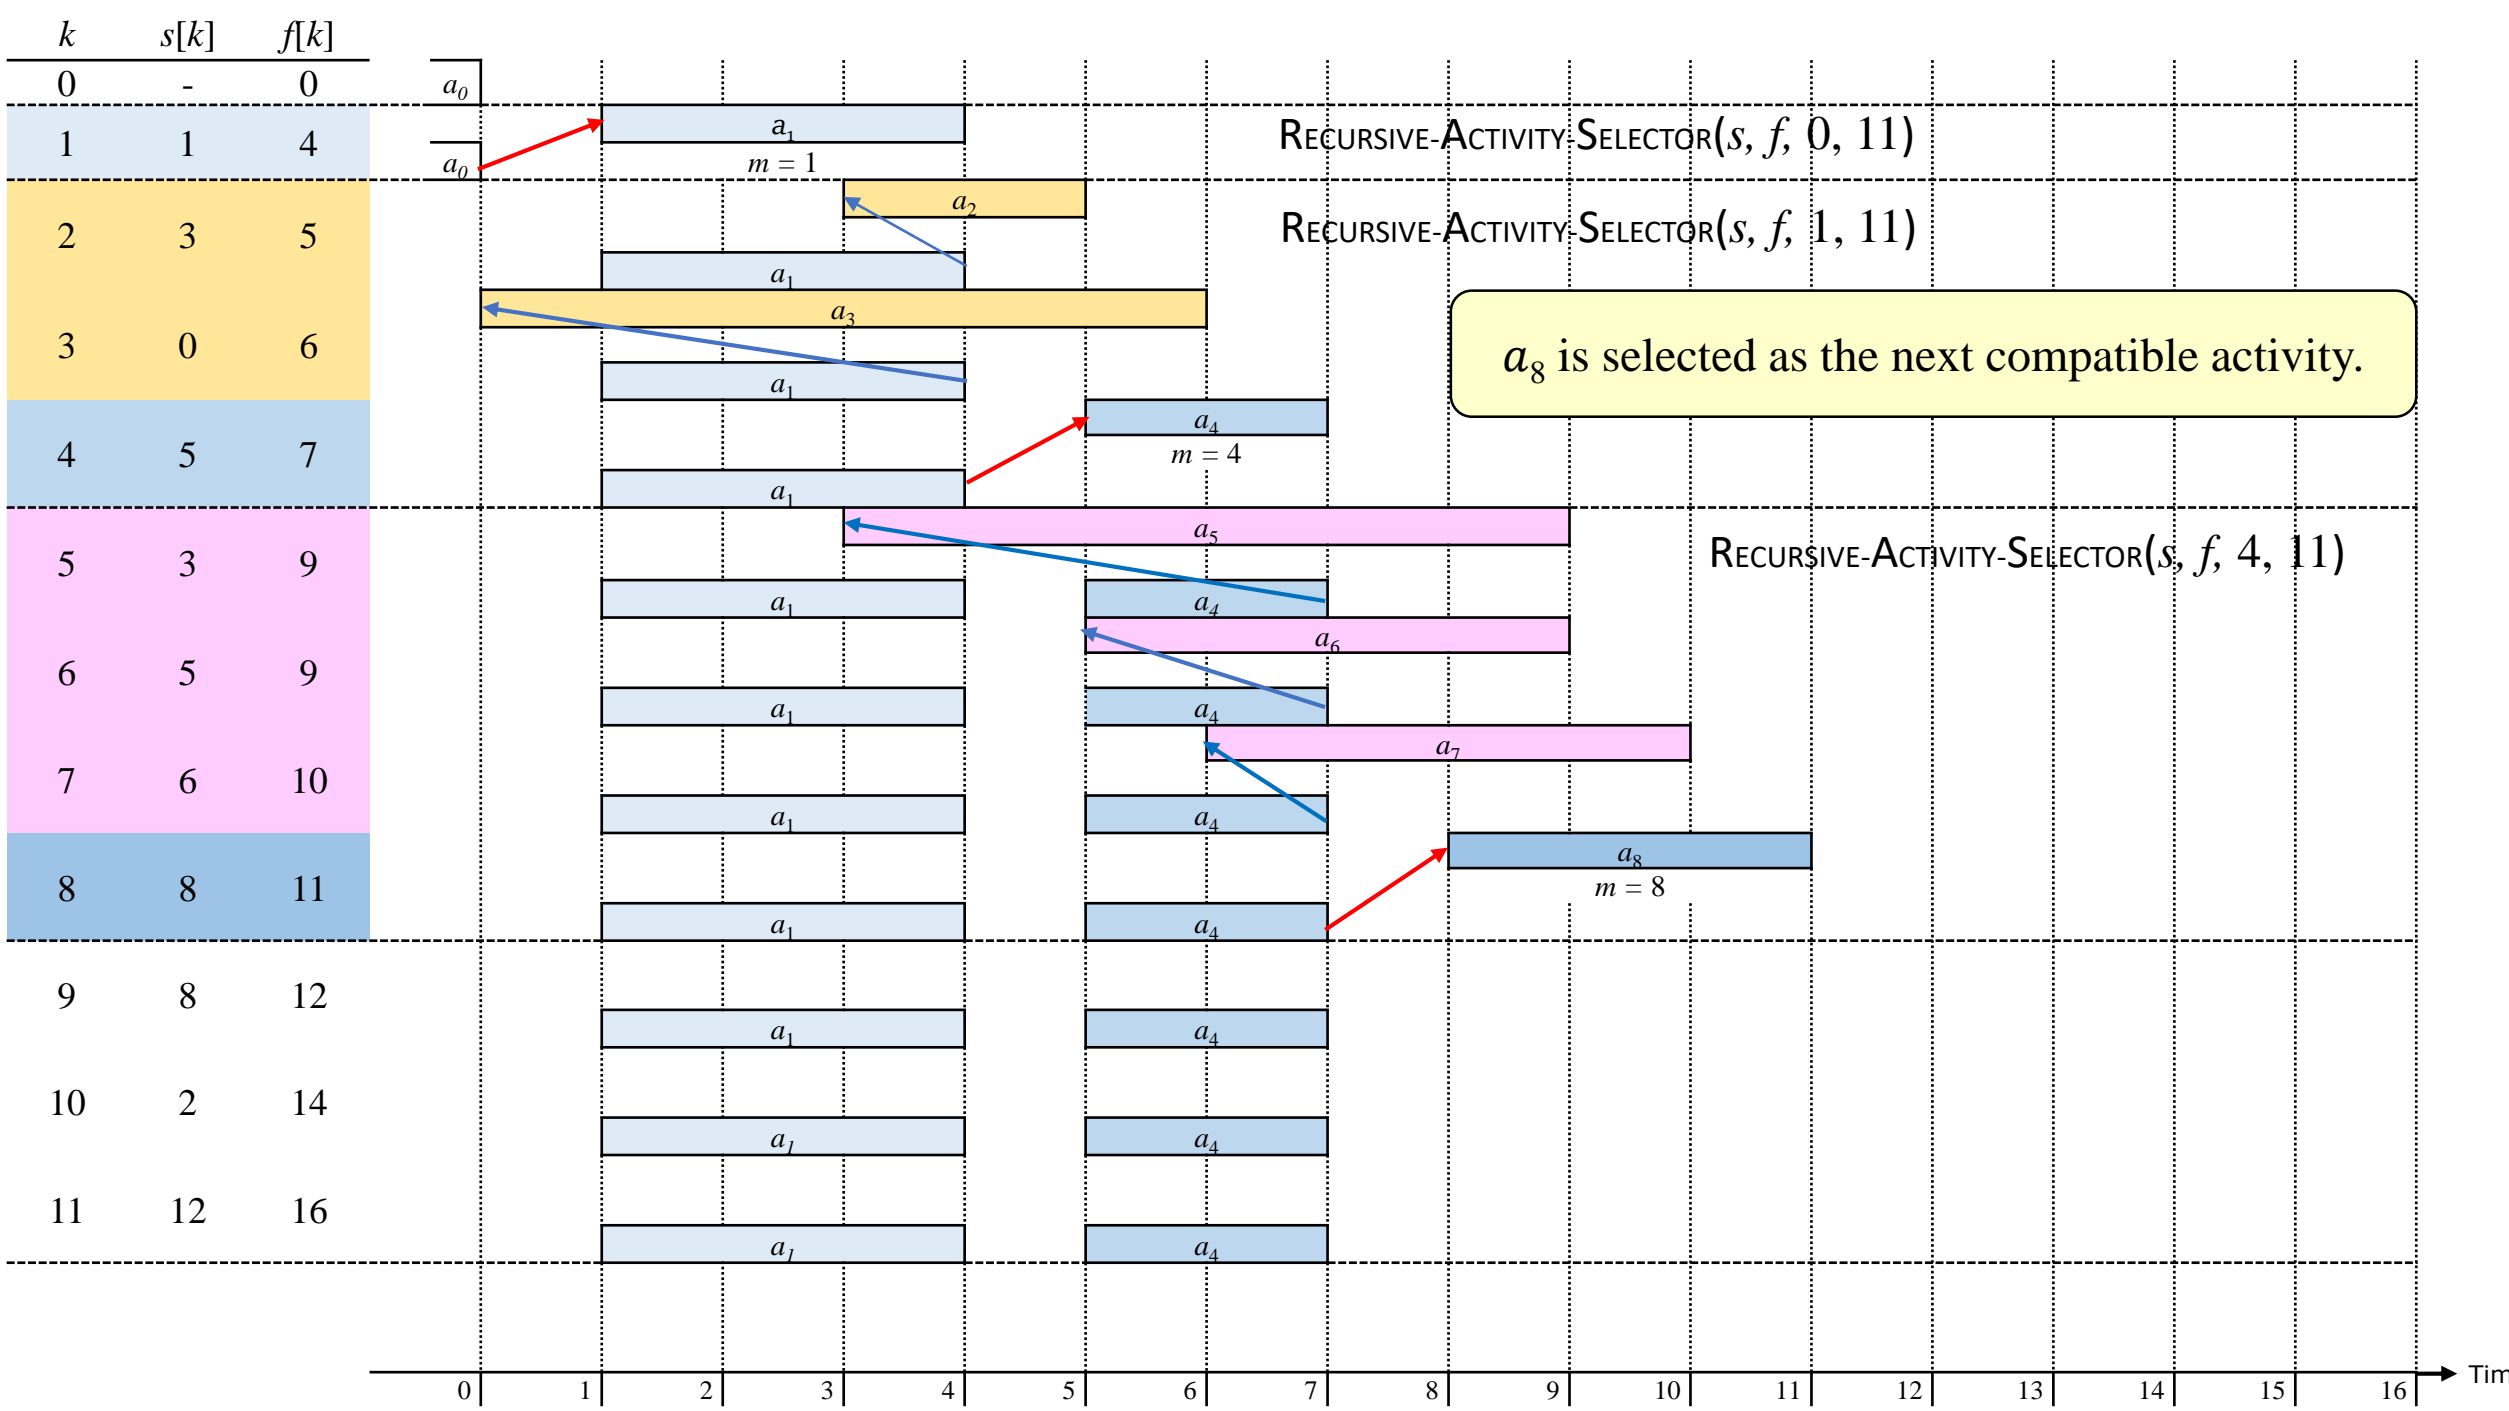 k s[k] f[k]
0 - 0 a0
1 1 4 a1 RECURSIVE-ACTIVITY-SELECTOR(s, f, 0, 11)
a0 m = 1
a2
2 3 5 RECURSIVE-ACTIVITY-SELECTOR(s, f, 1, 11)
a1
a3
3 0 6 a8 is selected as the next compatible activity.
a1
a4
4 5 7 m = 4
a1
a5
5 3 9 RECURSIVE-ACTIVITY-SELECTOR(s, f, 4, 11)
a1 a4
a6
6 5 9
a1 a4
a7
7 6 10
a1 a4
a8
8 8 11 m = 8
a1 a4
9 8 12
a1 a4
10 2 14
a1 a4
11 12 16
a1 a4
0 1 2 3 4 5 6 7 8 9 10 11 12 13 14 15 16 Tim